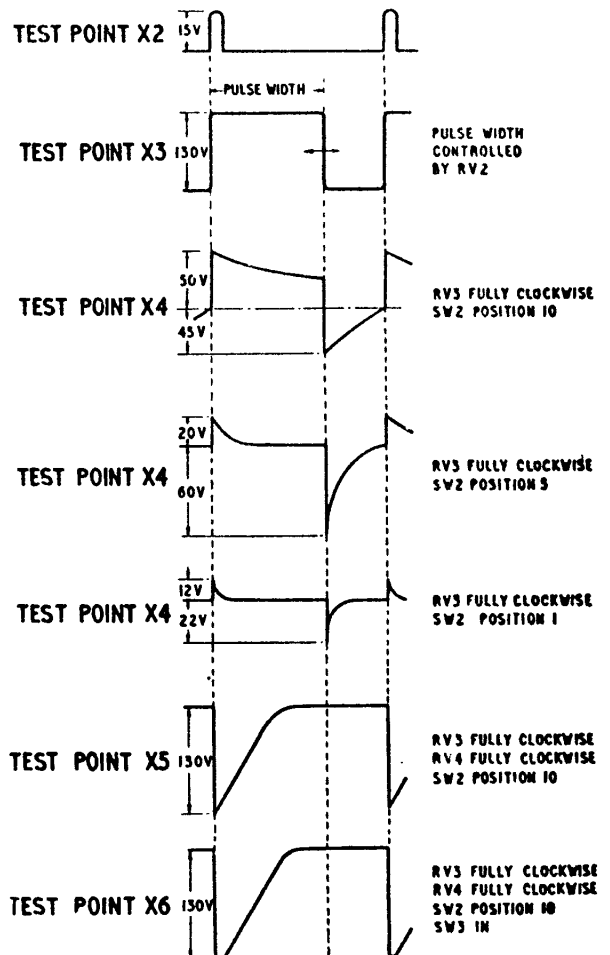 TEST POINT X2
15V
PULSE WIDTH
TEST POINT X3
130V
PULSE WIDTH
CONTROLLED
BY RV2
TEST POINT X4
50V
45V
RV3 FULLY CLOCKWISE
SW2 POSITION 10
TEST POINT X4
20V
60V
RV3 FULLY CLOCKWISE
SW2 POSITION 5
TEST POINT X4
12V
22V
RV3 FULLY CLOCKWISE
SW2 POSITION 1
TEST POINT X5
130V
RV3 FULLY CLOCKWISE
RV4 FULLY CLOCKWISE
SW2 POSITION 10
TEST POINT X6
130V
RV3 FULLY CLOCKWISE
RV4 FULLY CLOCKWISE
SW2 POSITION 10
SW3 IN